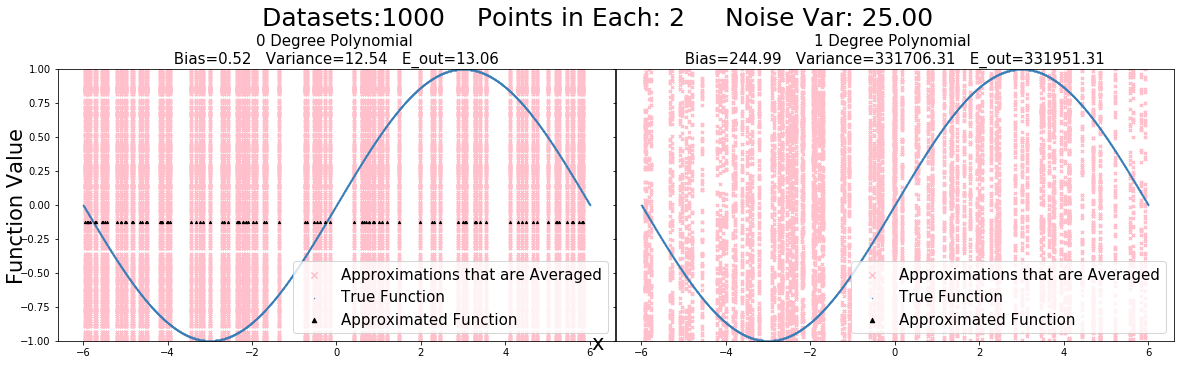 Datasets:1000 Points in Each: 2 Noise Var: 25.00
0 Degree Polynomial
Bias=0.52 Variance=12.54 E_out=13.06
1 Degree Polynomial
Bias=244.99 Variance=331706.31 E_out=331951.31
Function Value
1.00
0.75
0.50
0.25
0.00
−0.25
−0.50
−0.75
−1.00
Approximations that are Averaged
True Function
Approximated Function
−6 −4 −2 0 2 4 6
Approximations that are Averaged
True Function
Approximated Function
−6 −4 −2 0 2 4 6
x